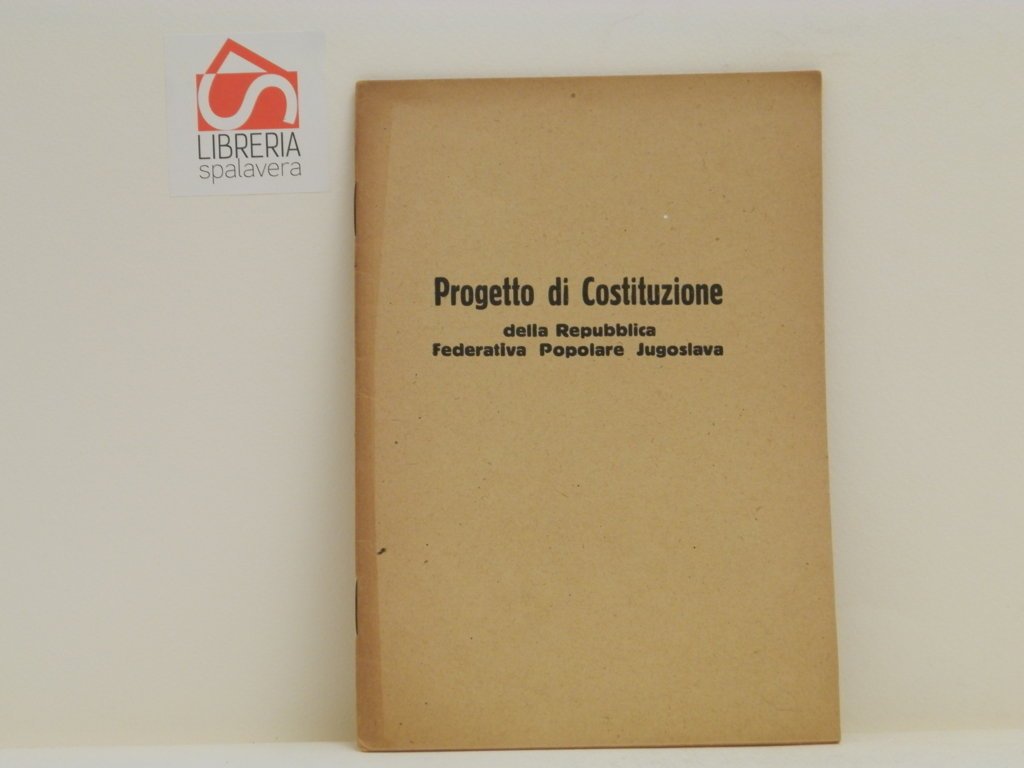 LIBRERIA
spalavera
Progetto di Costituzione
della Repubblica
Federativa Popolare Jugoslava